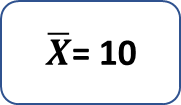 X̅ = 10